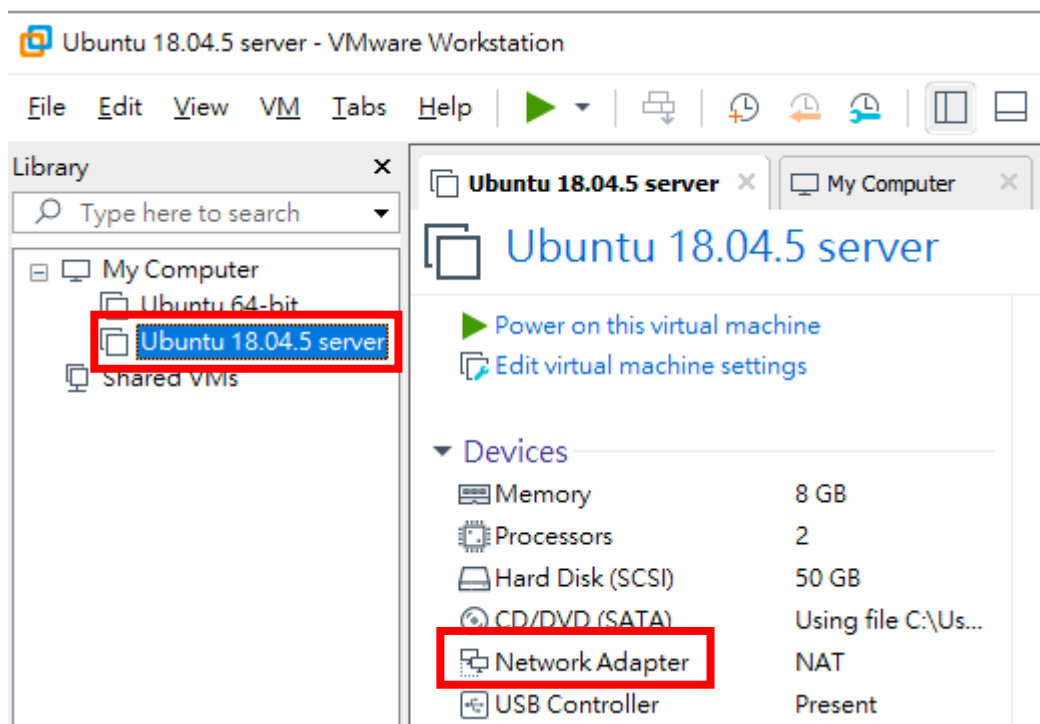 Ubuntu 18.04.5 server - VMware Workstation
File Edit View VM Tabs Help
Library
Type here to search
My Computer
Ubuntu 64-bit
Ubuntu 18.04.5 server
Shared VMs
Ubuntu 18.04.5 server
My Computer
Ubuntu 18.04.5 server
Power on this virtual machine
Edit virtual machine settings
Devices
Memory 8 GB
Processors 2
Hard Disk (SCSI) 50 GB
CD/DVD (SATA) Using file C:\Us...
Network Adapter NAT
USB Controller Present